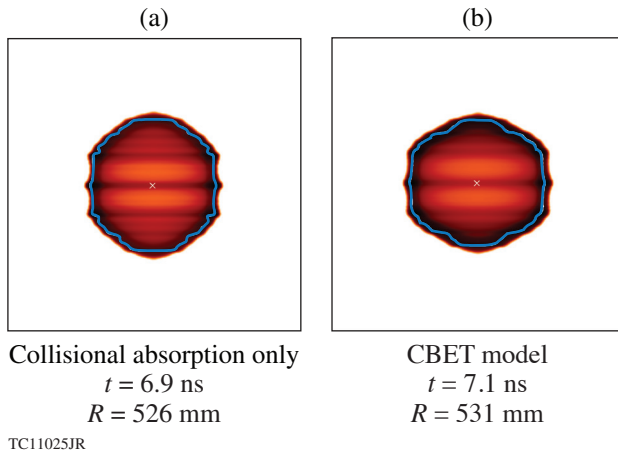 (a)
(b)
Collisional absorption only
t = 6.9 ns
R = 526 mm
CBET model
t = 7.1 ns
R = 531 mm
TC11025JR